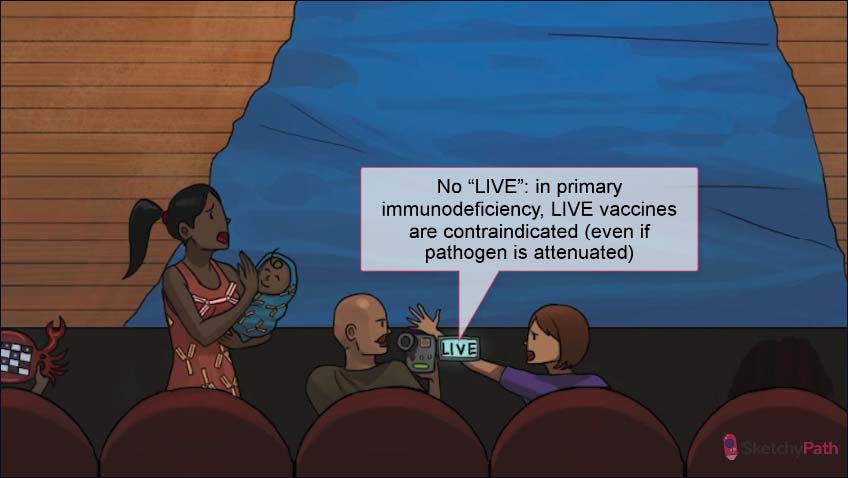 No “LIVE”: in primary
immunodeficiency, LIVE vaccines
are contraindicated (even if
pathogen is attenuated)
LIVE
SketchyPath